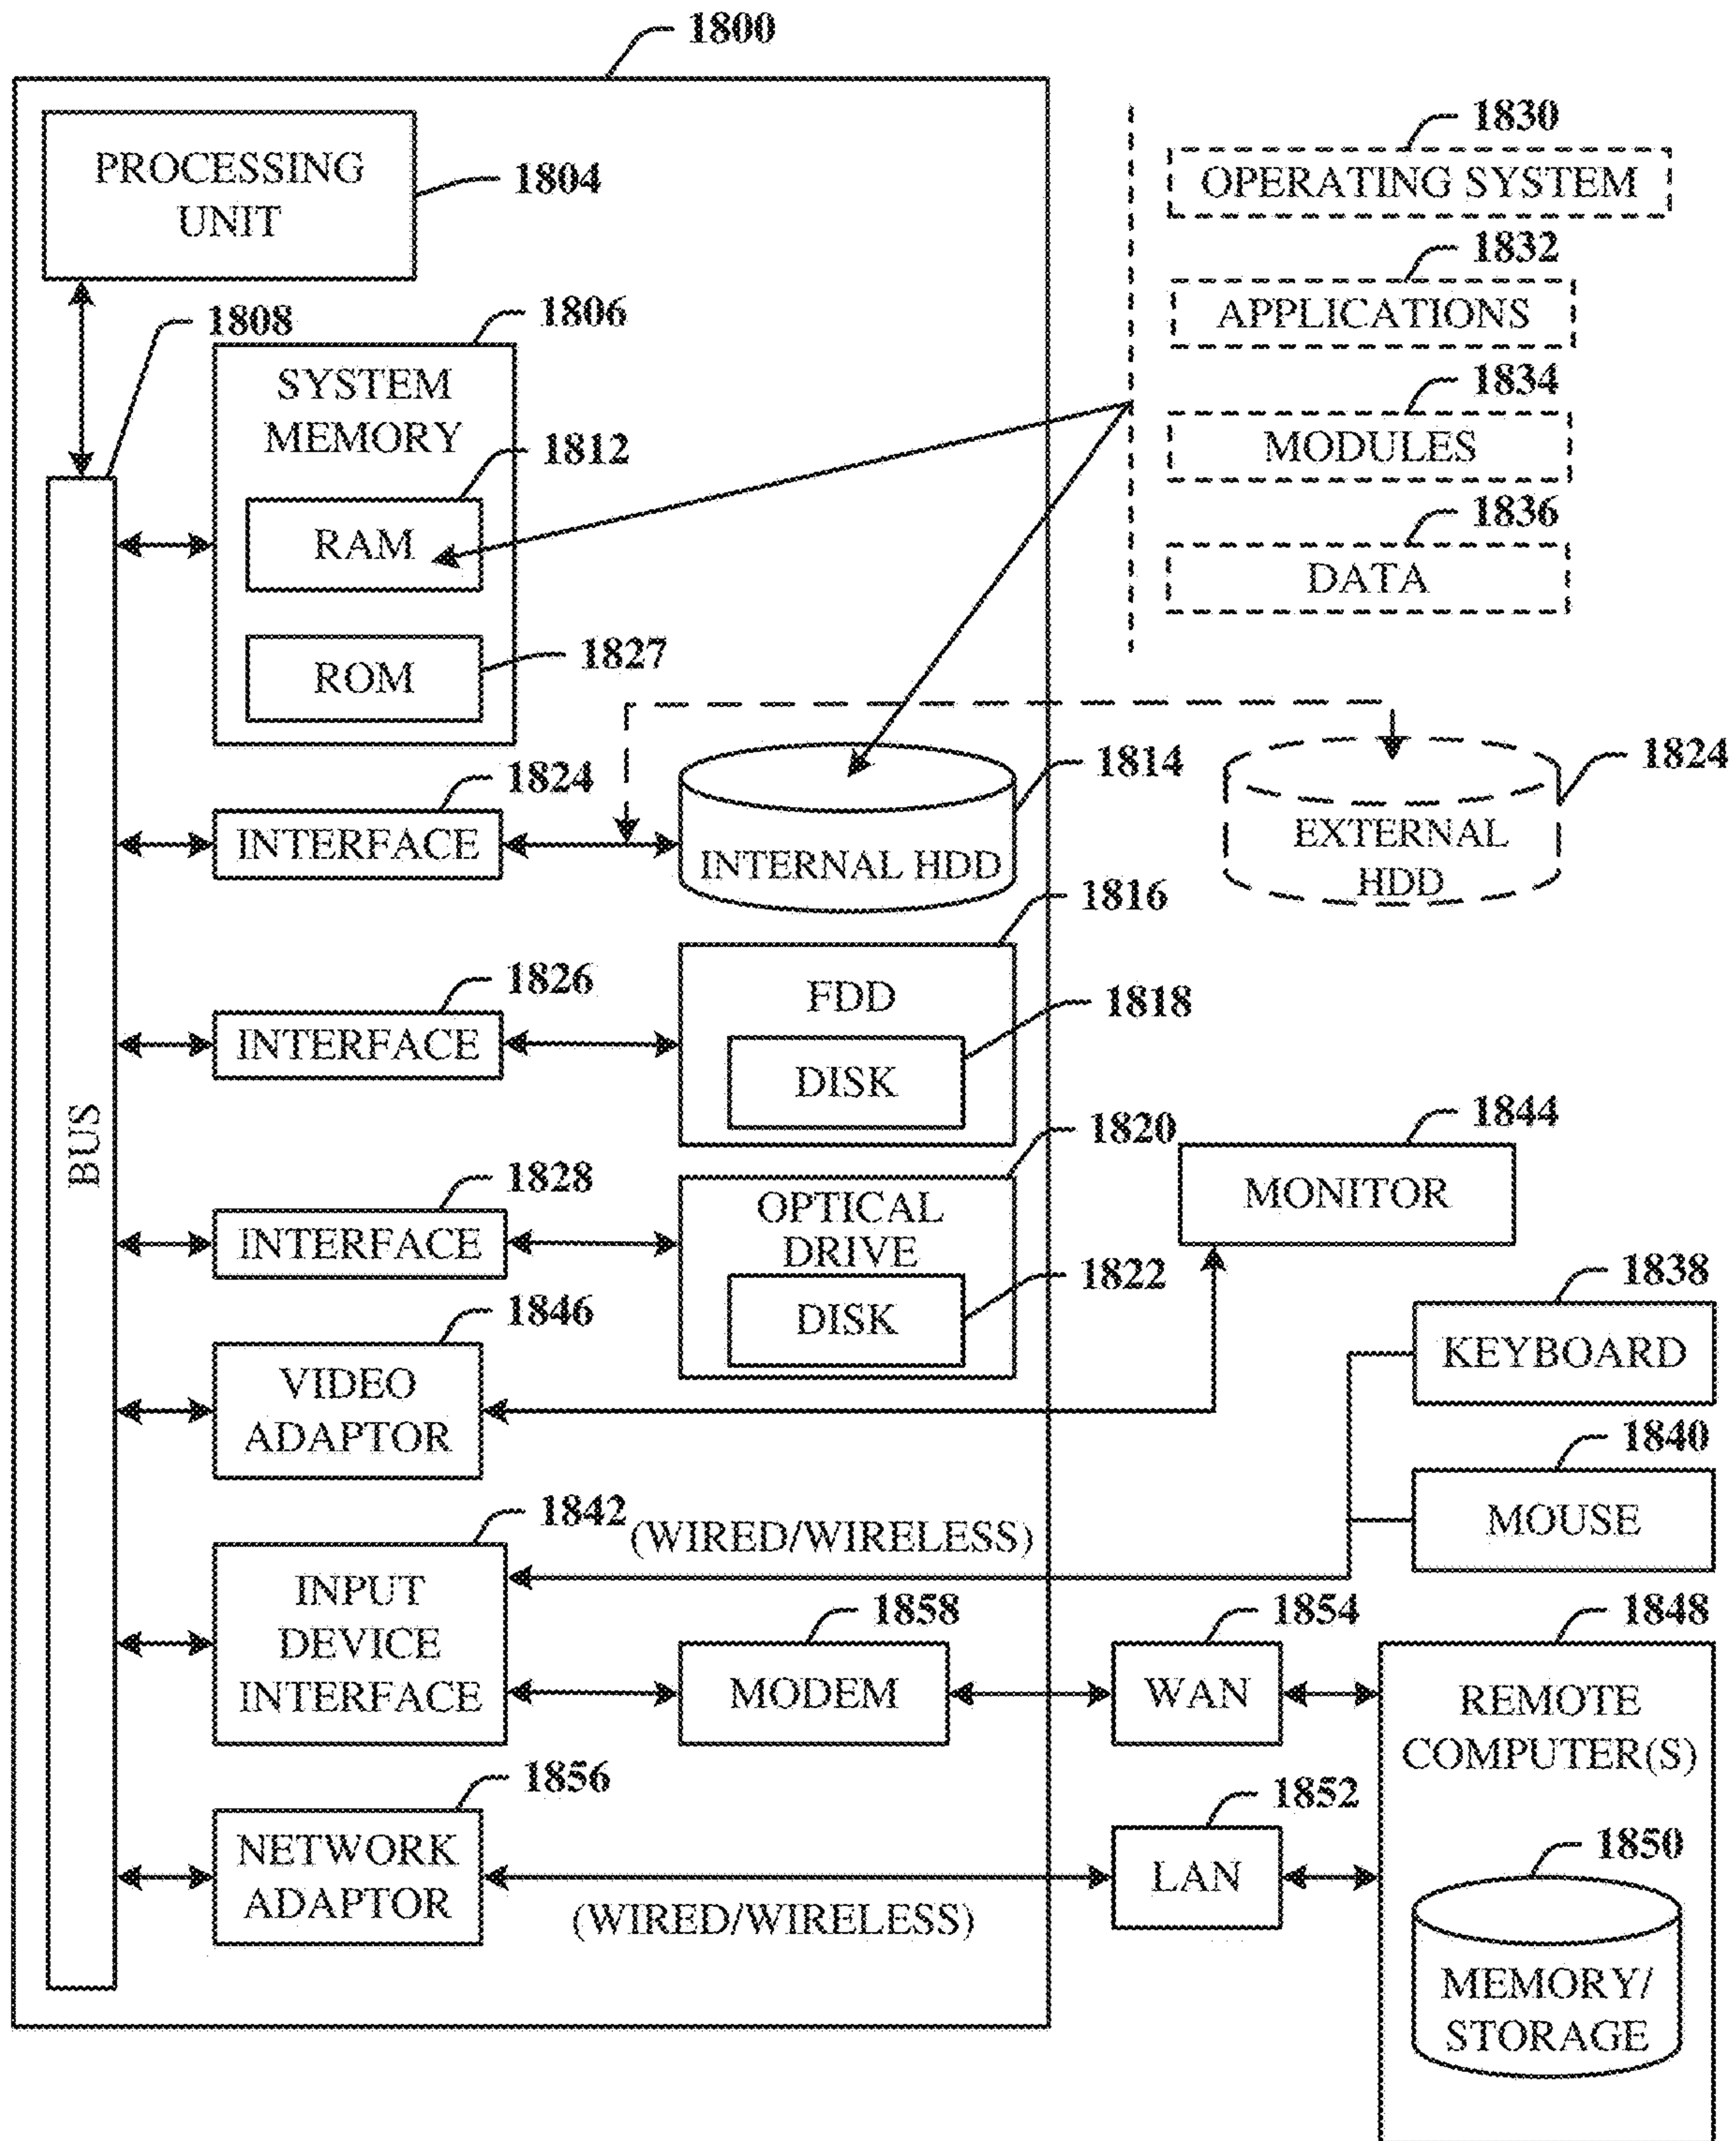 1800
PROCESSING
UNIT
1804
1830
OPERATING SYSTEM
1832
APPLICATIONS
1834
MODULES
1836
DATA
1808
1806
SYSTEM
MEMORY
1812
RAM
ROM
1827
1824
INTERFACE
1814
INTERNAL HDD
1824
EXTERNAL
HDD
1826
INTERFACE
1816
FDD
1818
DISK
BUS
1828
INTERFACE
1820
OPTICAL
DRIVE
1822
DISK
1844
MONITOR
1846
VIDEO
ADAPTOR
1838
KEYBOARD
1840
MOUSE
1842
(WIRED/WIRELESS)
INPUT
DEVICE
INTERFACE
1858
MODEM
1854
WAN
1848
REMOTE
COMPUTER(S)
1856
NETWORK
ADAPTOR
(WIRED/WIRELESS)
1852
LAN
1850
MEMORY/
STORAGE